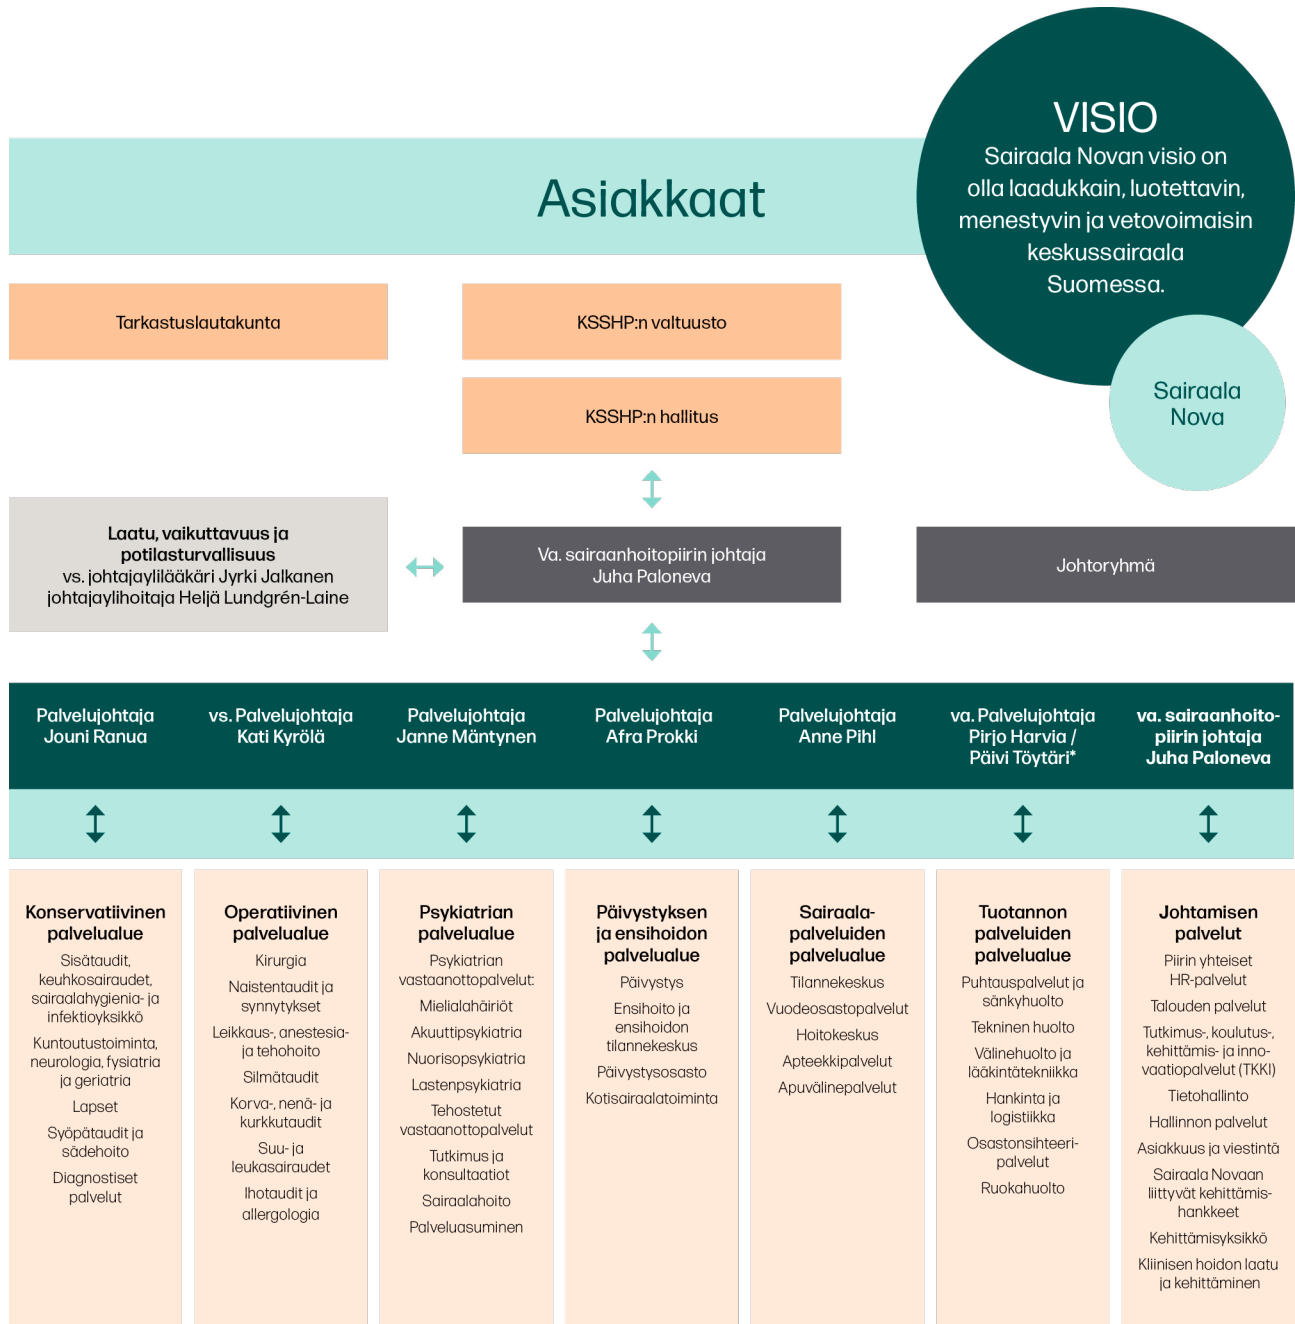 VISIO
Sairaala Novan visio on
olla laadukkain, luotettavin,
menestyvin ja vetovoimaisin
keskussairaala
Suomessa.
Asiakkaat
Tarkastuslautakunta
KSSHP:n valtuusto
KSSHP:n hallitus
Sairaala
Nova
Laatu, vaikuttavuus ja
potilasturvallisuus
vs. johtajaylilääkäri Jyrki Jalkanen
johtajaylihoitaja Heljä Lundgrén-Laine
Va. sairaanhoitopiirin johtaja
Juha Paloneva
Johtoryhmä
Palvelujohtaja
Jouni Ranua
vs. Palvelujohtaja
Kati Kyrölä
Palvelujohtaja
Janne Mäntynen
Palvelujohtaja
Afra Prokki
Palvelujohtaja
Anne Pihl
va. Palvelujohtaja
Pirjo Harvia /
Päivi Töytäri*
va. sairaanhoito-
piirin johtaja
Juha Paloneva
Konservatiivinen
palvelualue
Sisätaudit,
keuhkosairaudet,
sairaalahygienia- ja
infektioyksikkö
Kuntoutustoiminta,
neurologia, fysiatria
ja geriatria
Lapset
Syöpätaudit ja
sädehoito
Diagnostiset
palvelut
Operatiivinen
palvelualue
Kirurgia
Naistentaudit ja
synnytykset
Leikkaus-, anestesia-
ja tehohoito
Silmätaudit
Korva-, nenä- ja
kurkkutaudit
Suu- ja
leukasairaudet
Ihotaudit ja
allergologia
Psykiatrian
palvelualue
Psykiatrian
vastaanottopalvelut:
Mielialahäiriöt
Akuuttipsykiatria
Nuorisopsykiatria
Lastenpsykiatria
Tehostetut
vastaanottopalvelut
Tutkimus ja
konsultaatiot
Sairaalahoito
Palveluasuminen
Päivystyksen
ja ensihoidon
palvelualue
Päivystys
Ensihoito ja
ensihoidon
tilannekeskus
Päivystysosasto
Kotisairaalatoiminta
Sairaala-
palveluiden
palvelualue
Tilannekeskus
Vuodeosastopalvelut
Hoitokeskus
Apteekkipalvelut
Apuvälinepalvelut
Tuotannon
palveluiden
palvelualue
Puhtauspalvelut ja
sänkyhuolto
Tekninen huolto
Välinehuolto ja
lääkintätekniikka
Hankinta ja
logistiikka
Osastonsihteeri-
palvelut
Ruokahuolto
Johtamisen
palvelut
Piirin yhteiset
HR-palvelut
Talouden palvelut
Tutkimus-, koulutus-,
kehittämis- ja inno-
vaatiopalvelut (TKKI)
Tietohallinto
Hallinnon palvelut
Asiakkuus ja viestintä
Sairaala Novaan
liittyvät kehittämis-
hankkeet
Kehittämisyksikkö
Kliinisen hoidon laatu
ja kehittäminen